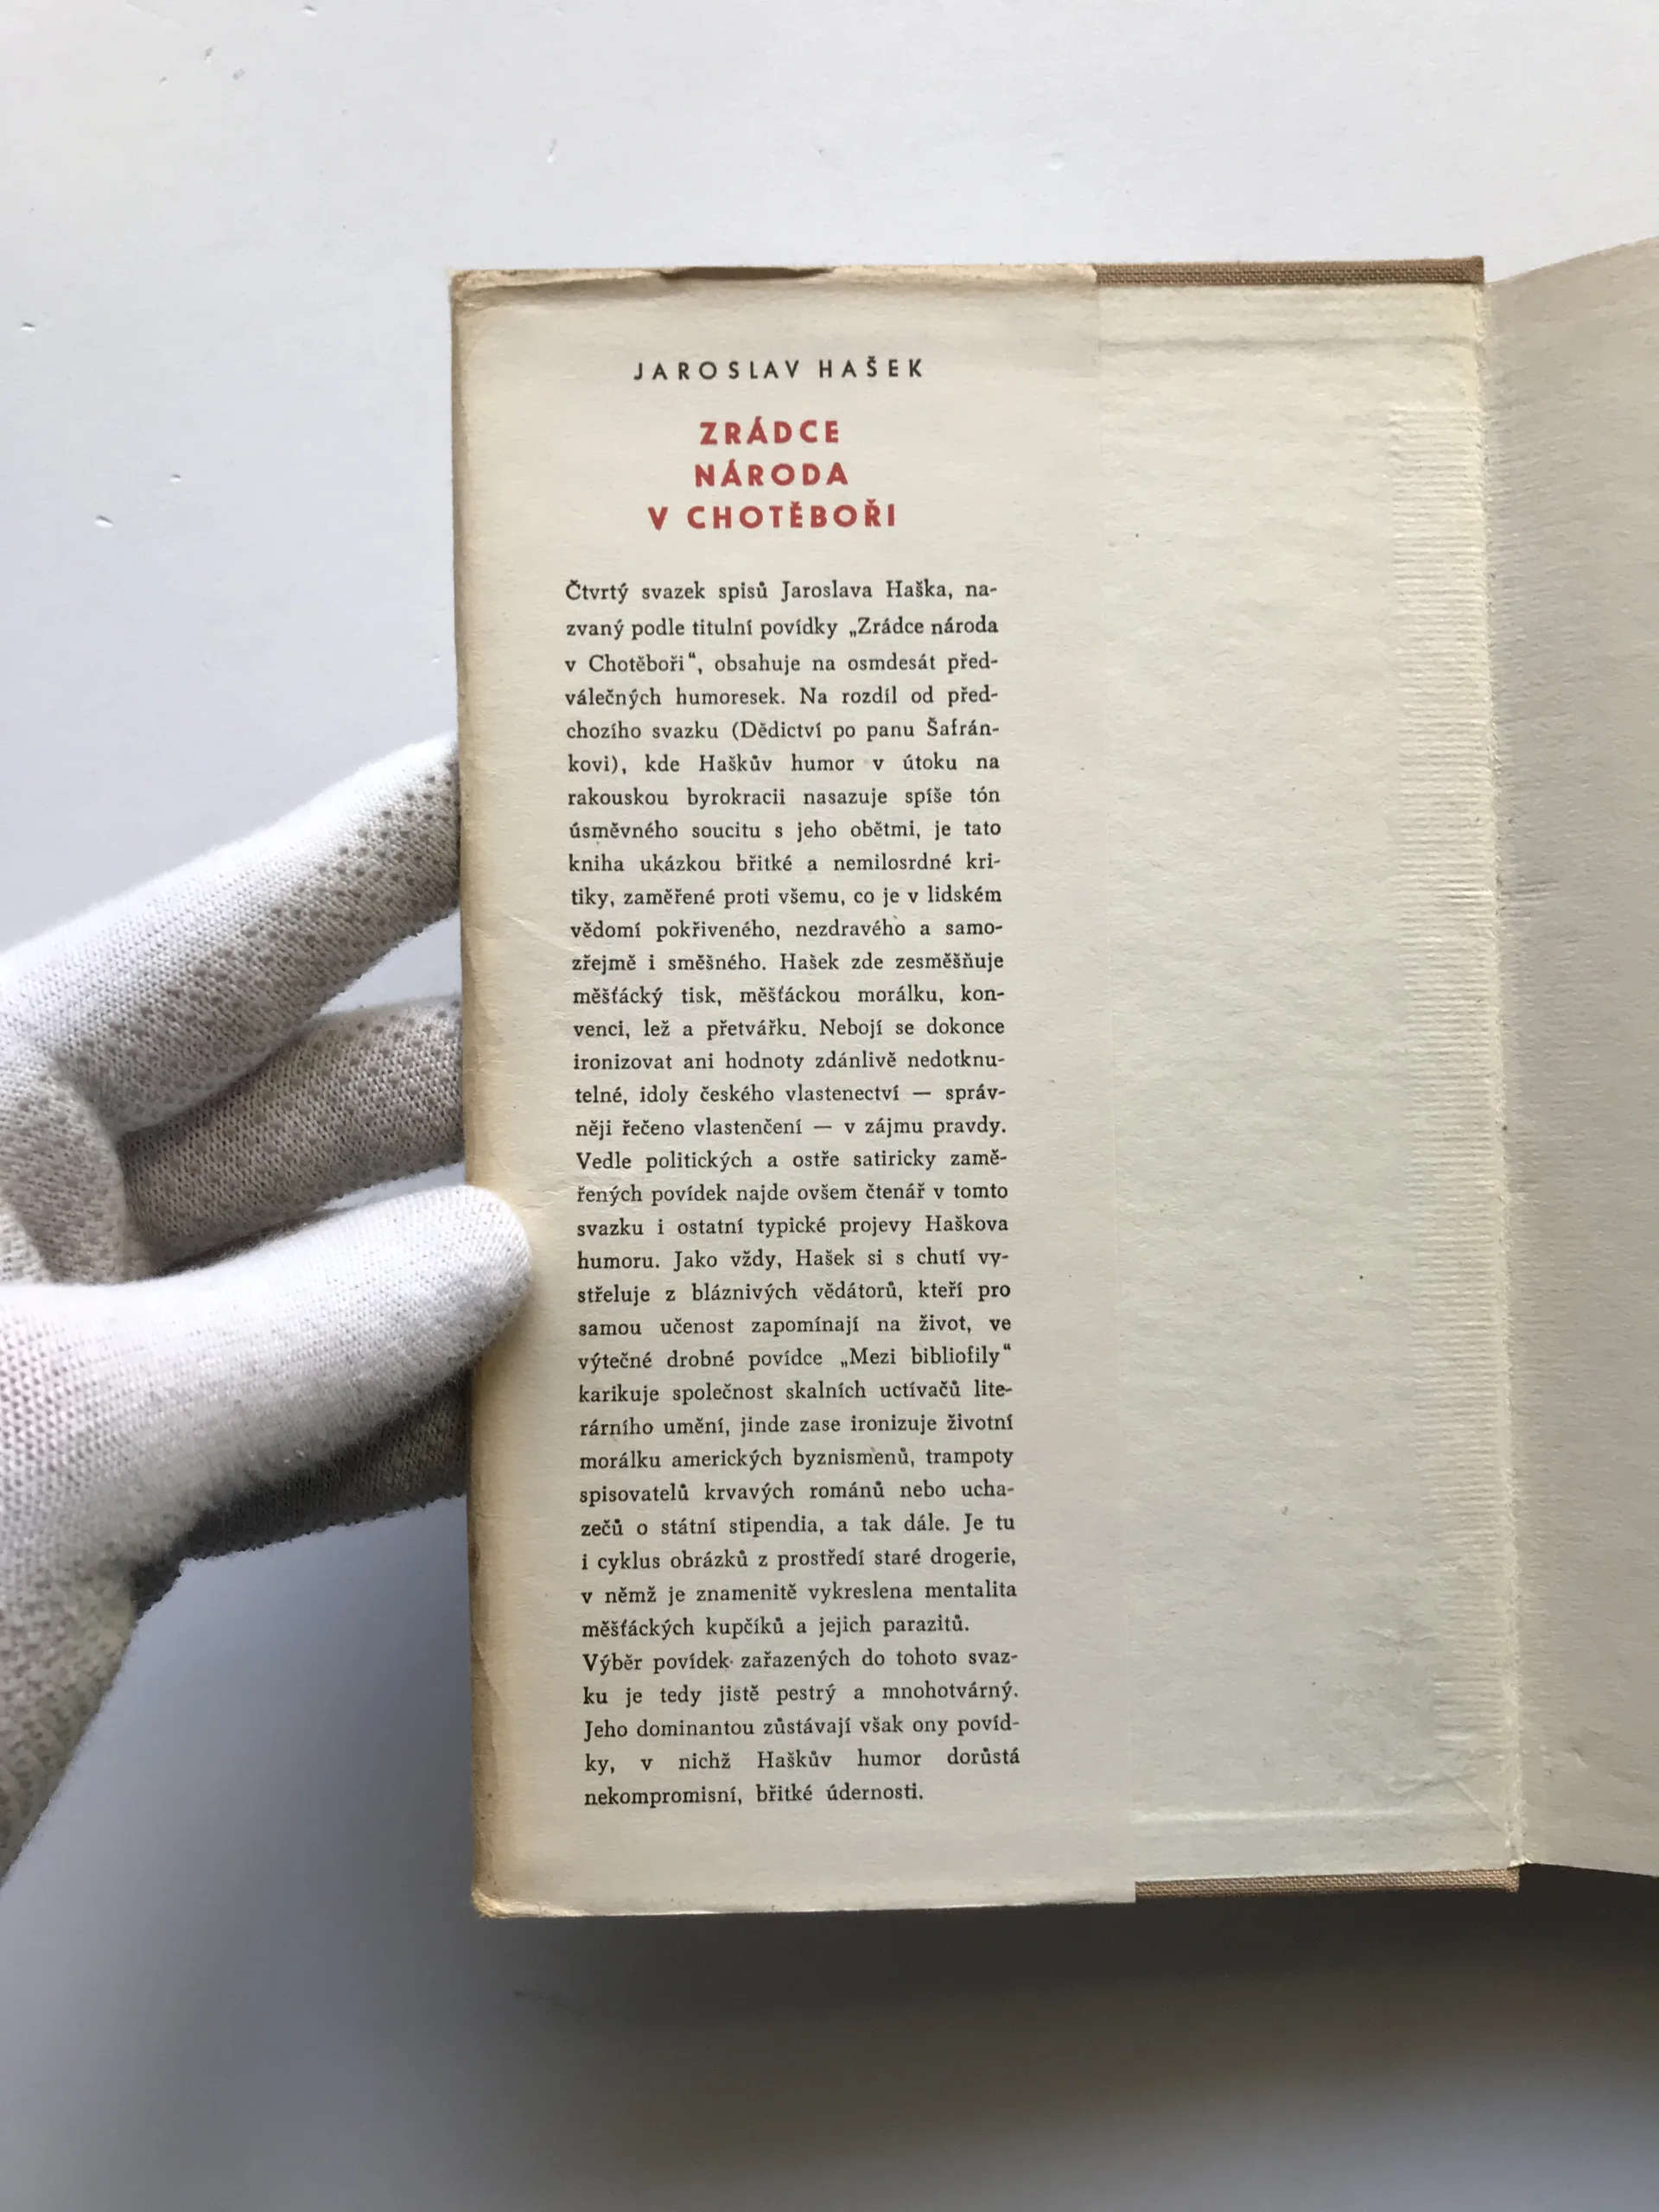 JAROSLAV HAŠEK
ZRÁDCE
NÁRODA
V CHOTĚBOŘI
Čtvrtý svazek spisů Jaroslava Haška, na-
zvaný podle titulní povídky „Zrádce národa
v Chotěboři“, obsahuje na osmdesát před-
válečných humoresek. Na rozdíl od před-
chozího svazku (Dědictví po panu Šafrán-
kovi), kde Haškův humor v útoku na
rakouskou byrokracii nasazuje spíše tón
úsměvného soucitu s jeho obětmi, je tato
kniha ukázkou břitké a nemilosrdné kri-
tiky, zaměřené proti všemu, co je v lidském
vědomí pokřiveného, nezdravého a samo-
zřejmě i směšného. Hašek zde zesměšňuje
měšťácký tisk, měšťáckou morálku, kon-
venci, lež a přetvářku. Nebojí se dokonce
ironizovat ani hodnoty zdánlivě nedotknu-
telné, idoly českého vlastenectví — správ-
něji řečeno vlastenčení — v zájmu pravdy.
Vedle politických a ostře satiricky zamě-
řených povídek najde ovšem čtenář v tomto
svazku i ostatní typické projevy Haškova
humoru. Jako vždy, Hašek si s chutí vy-
střeluje z bláznivých vědátorů, kteří pro
samou učenost zapomínají na život, ve
výtečné drobné povídce „Mezi bibliofily“
karikuje společnost skalních uctívačů lite-
rárního umění, jinde zase ironizuje životní
morálku amerických byznismenů, trampoty
spisovatelů krvavých románů nebo ucha-
zečů o státní stipendia, a tak dále. Je tu
i cyklus obrázků z prostředí staré drogerie,
v němž je znamenitě vykreslena mentalita
měšťáckých kupčíků a jejich parazitů.
Výběr povídek zařazených do tohoto svaz-
ku je tedy jistě pestrý a mnohotvárný.
Jeho dominantou zůstávají však ony povíd-
ky, v nichž Haškův humor dorůstá
nekompromisní, břitké údernosti.